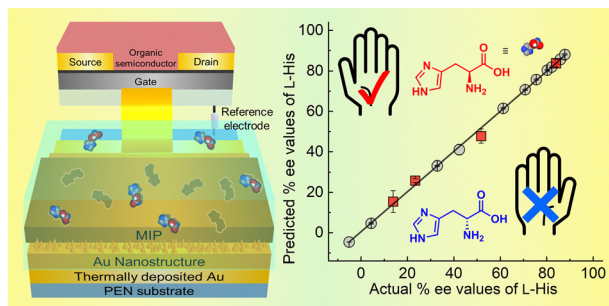 Source
Organic
semiconductor
Drain
Gate
Reference
electrode
MIP
Au Nanostructure
Thermally deposited Au
PEN substrate
Predicted % ee values of L-His
100
80
60
40
20
0
0 20 40 60 80 100
Actual % ee values of L-His
O
OH
NH₂
N
HN
≡
O
OH
NH₂
N
HN